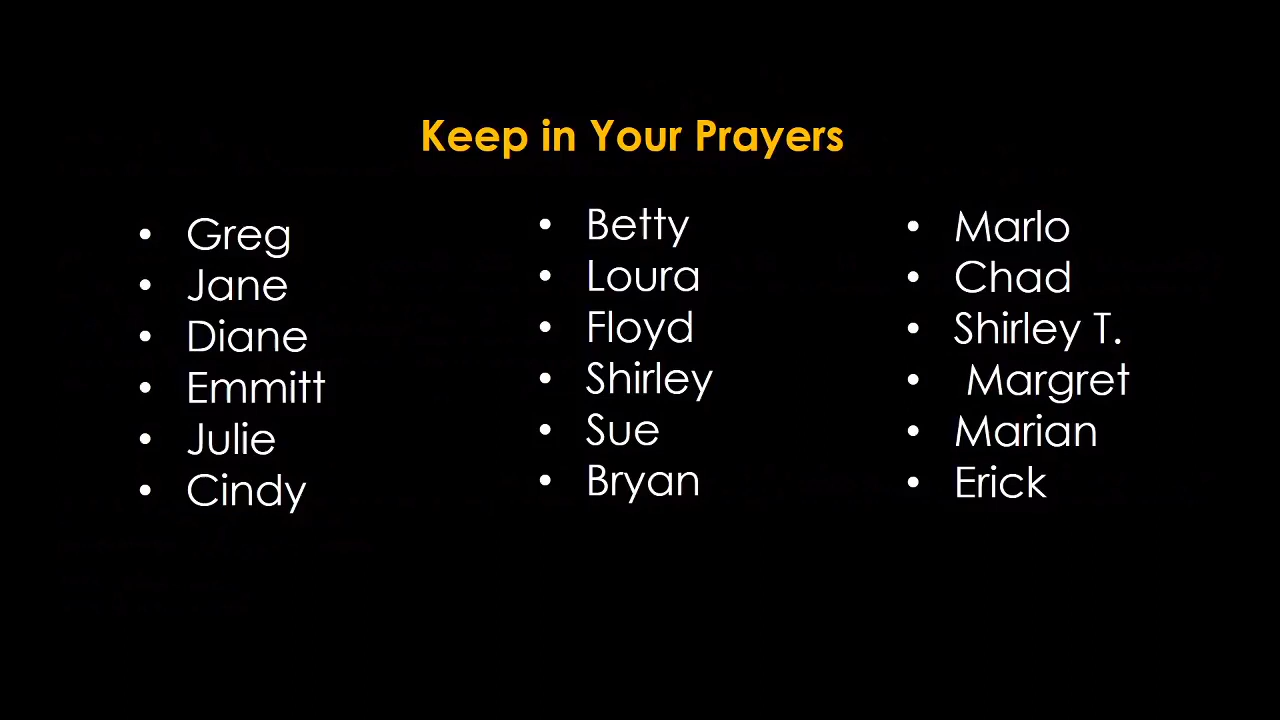 Keep in Your Prayers
• Greg
• Jane
• Diane
• Emmitt
• Julie
• Cindy
• Betty
• Loura
• Floyd
• Shirley
• Sue
• Bryan
• Marlo
• Chad
• Shirley T.
• Margret
• Marian
• Erick